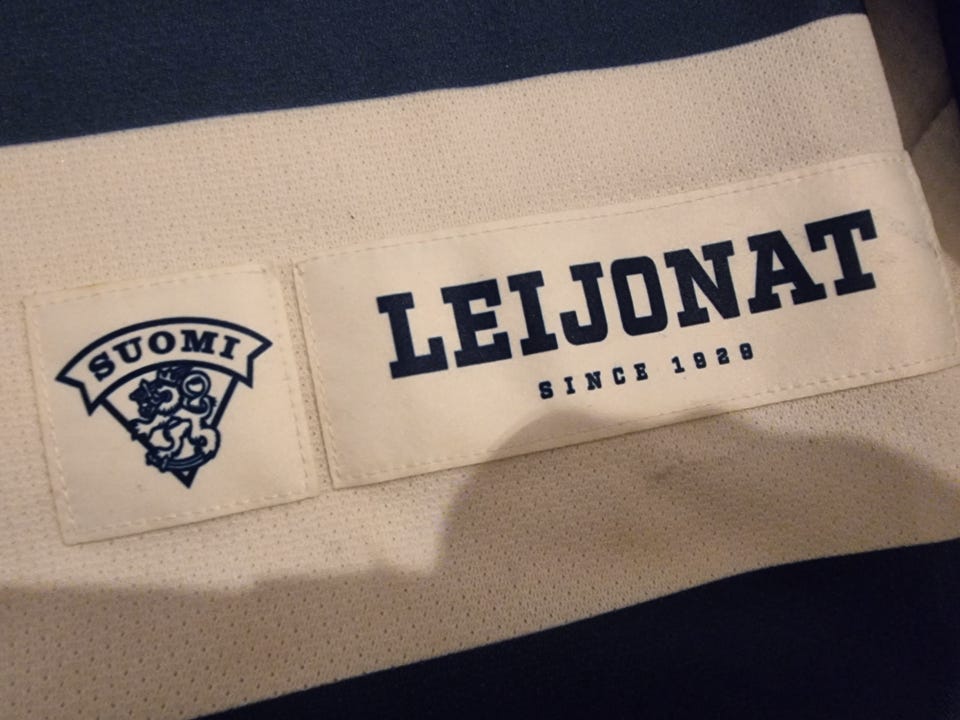 SUOMI
LEIJONAT
SINCE 1929